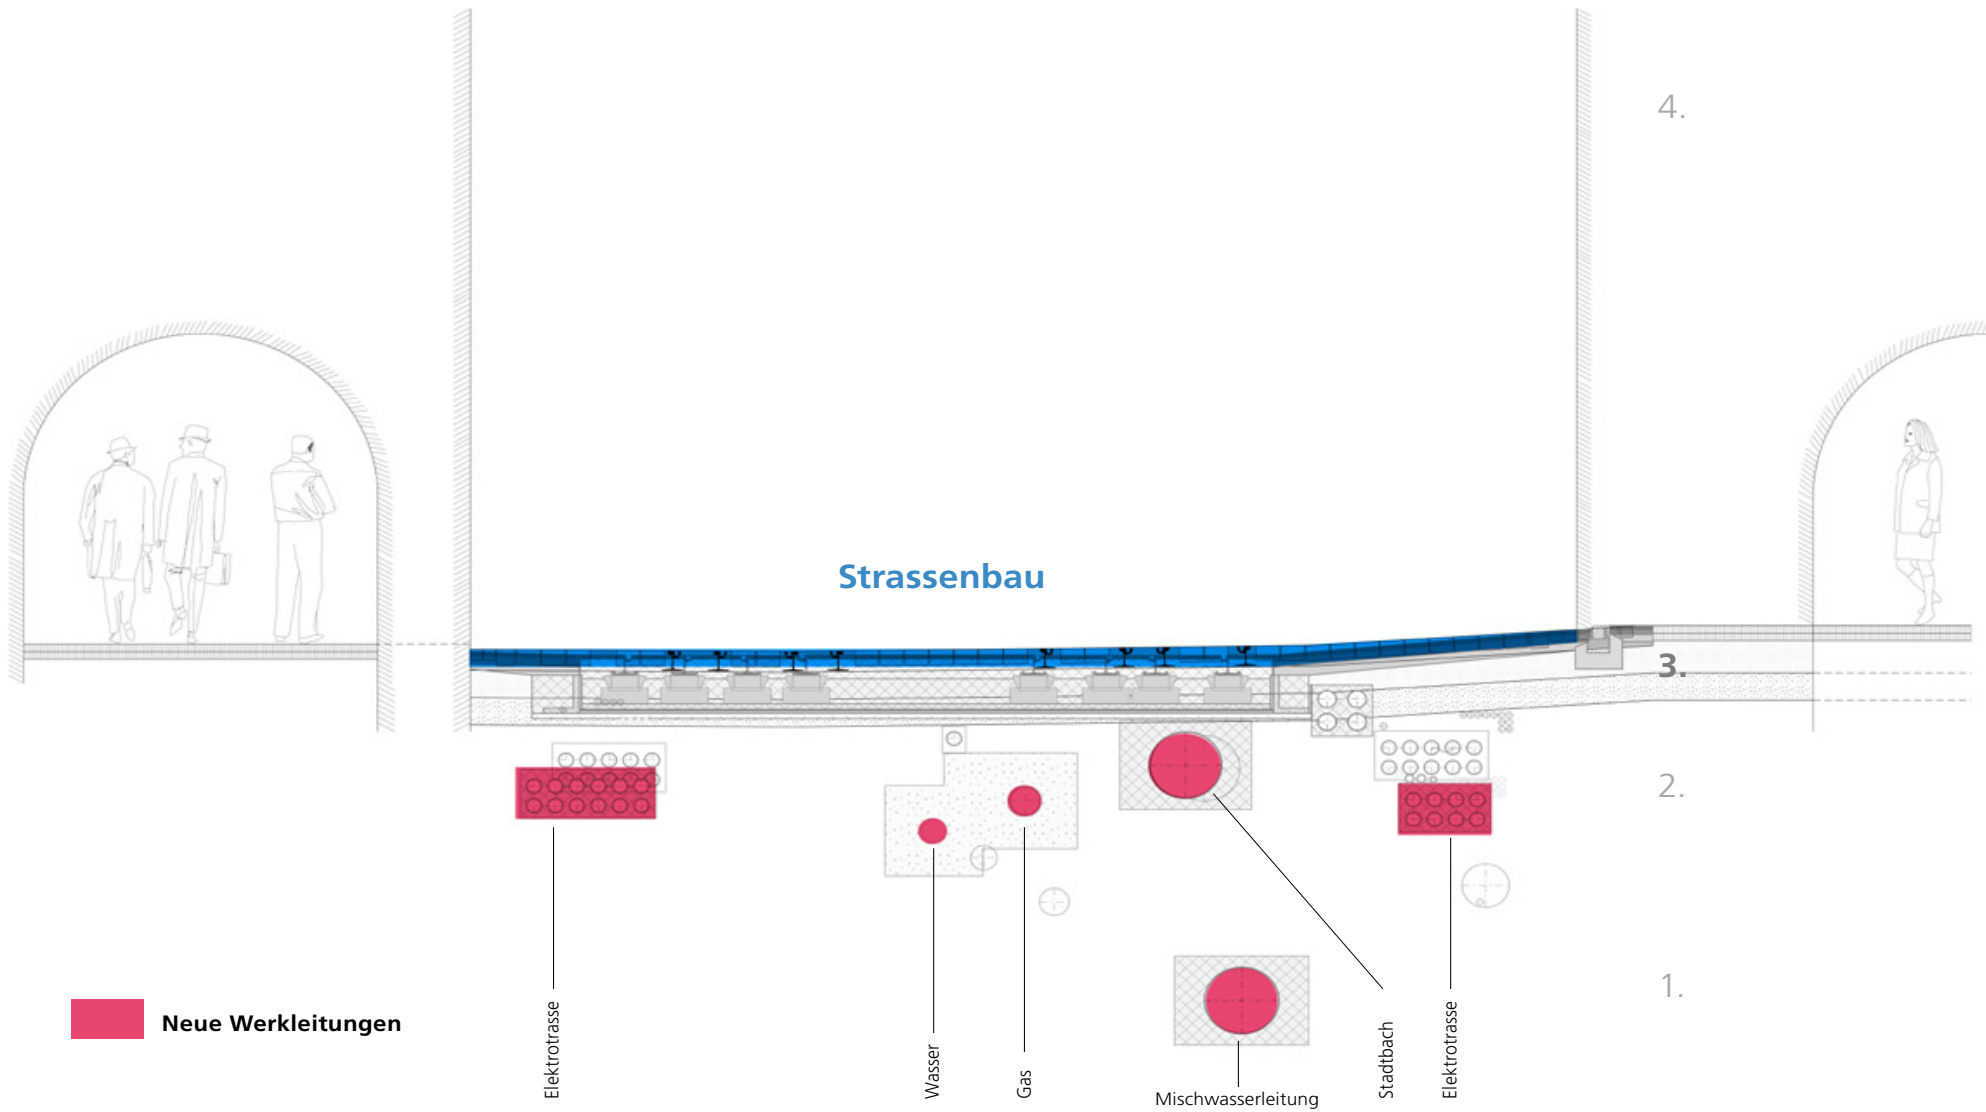 4.
Strassenbau
3.
2.
1.
Neue Werkleitungen
Elektrotrasse
Wasser
Gas
Mischwasserleitung
Stadtbach
Elektrotrasse